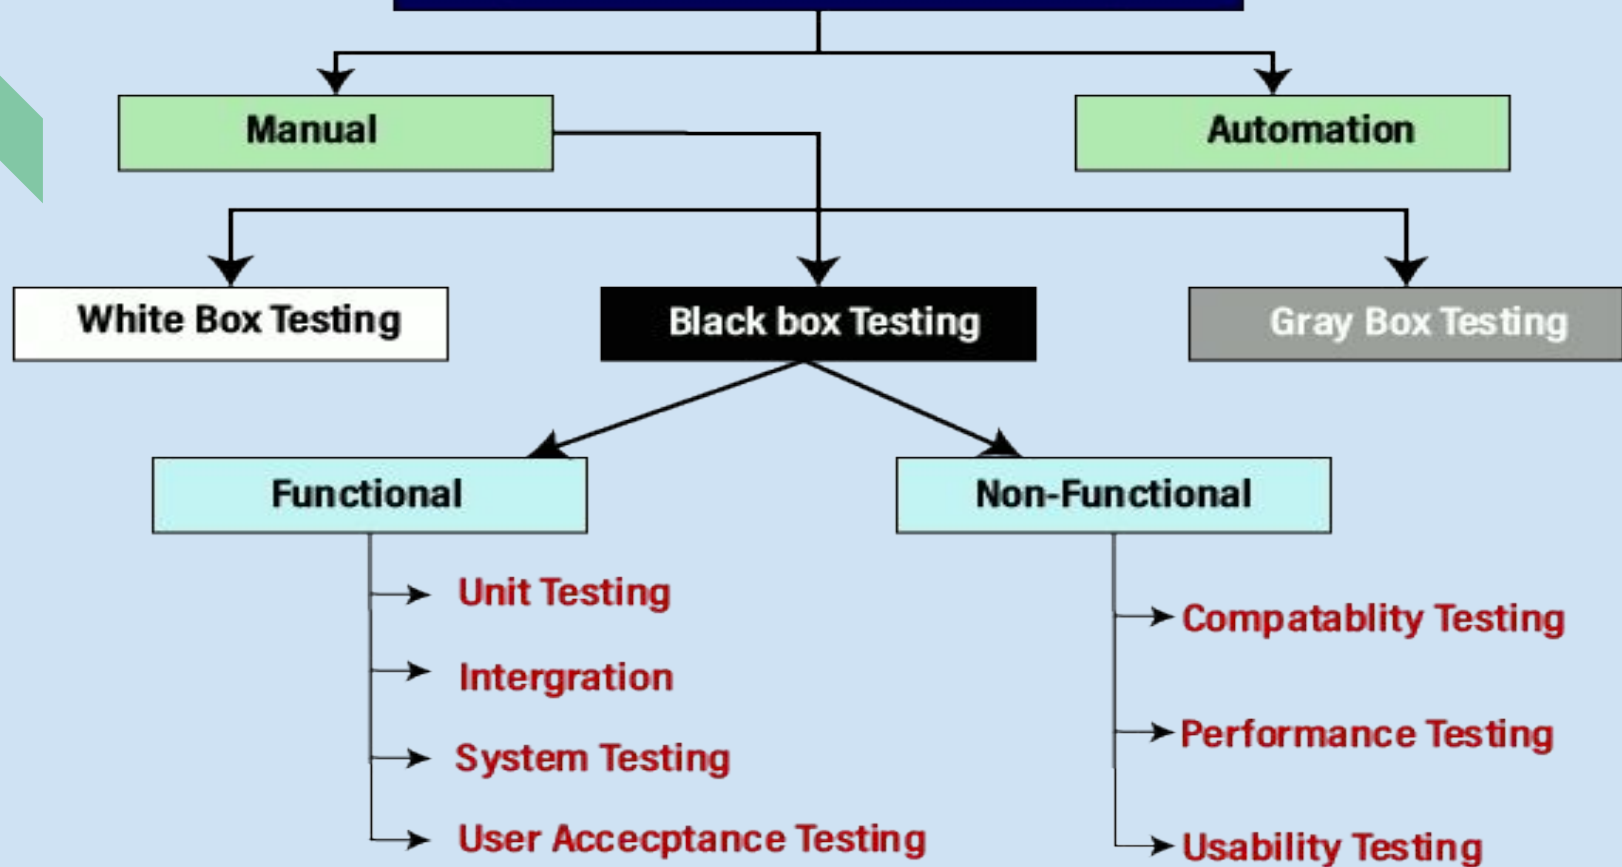 Manual
Automation
White Box Testing
Black box Testing
Gray Box Testing
Functional
Non-Functional
Unit Testing
Intergration
System Testing
User Accecptance Testing
Compatablity Testing
Performance Testing
Usability Testing